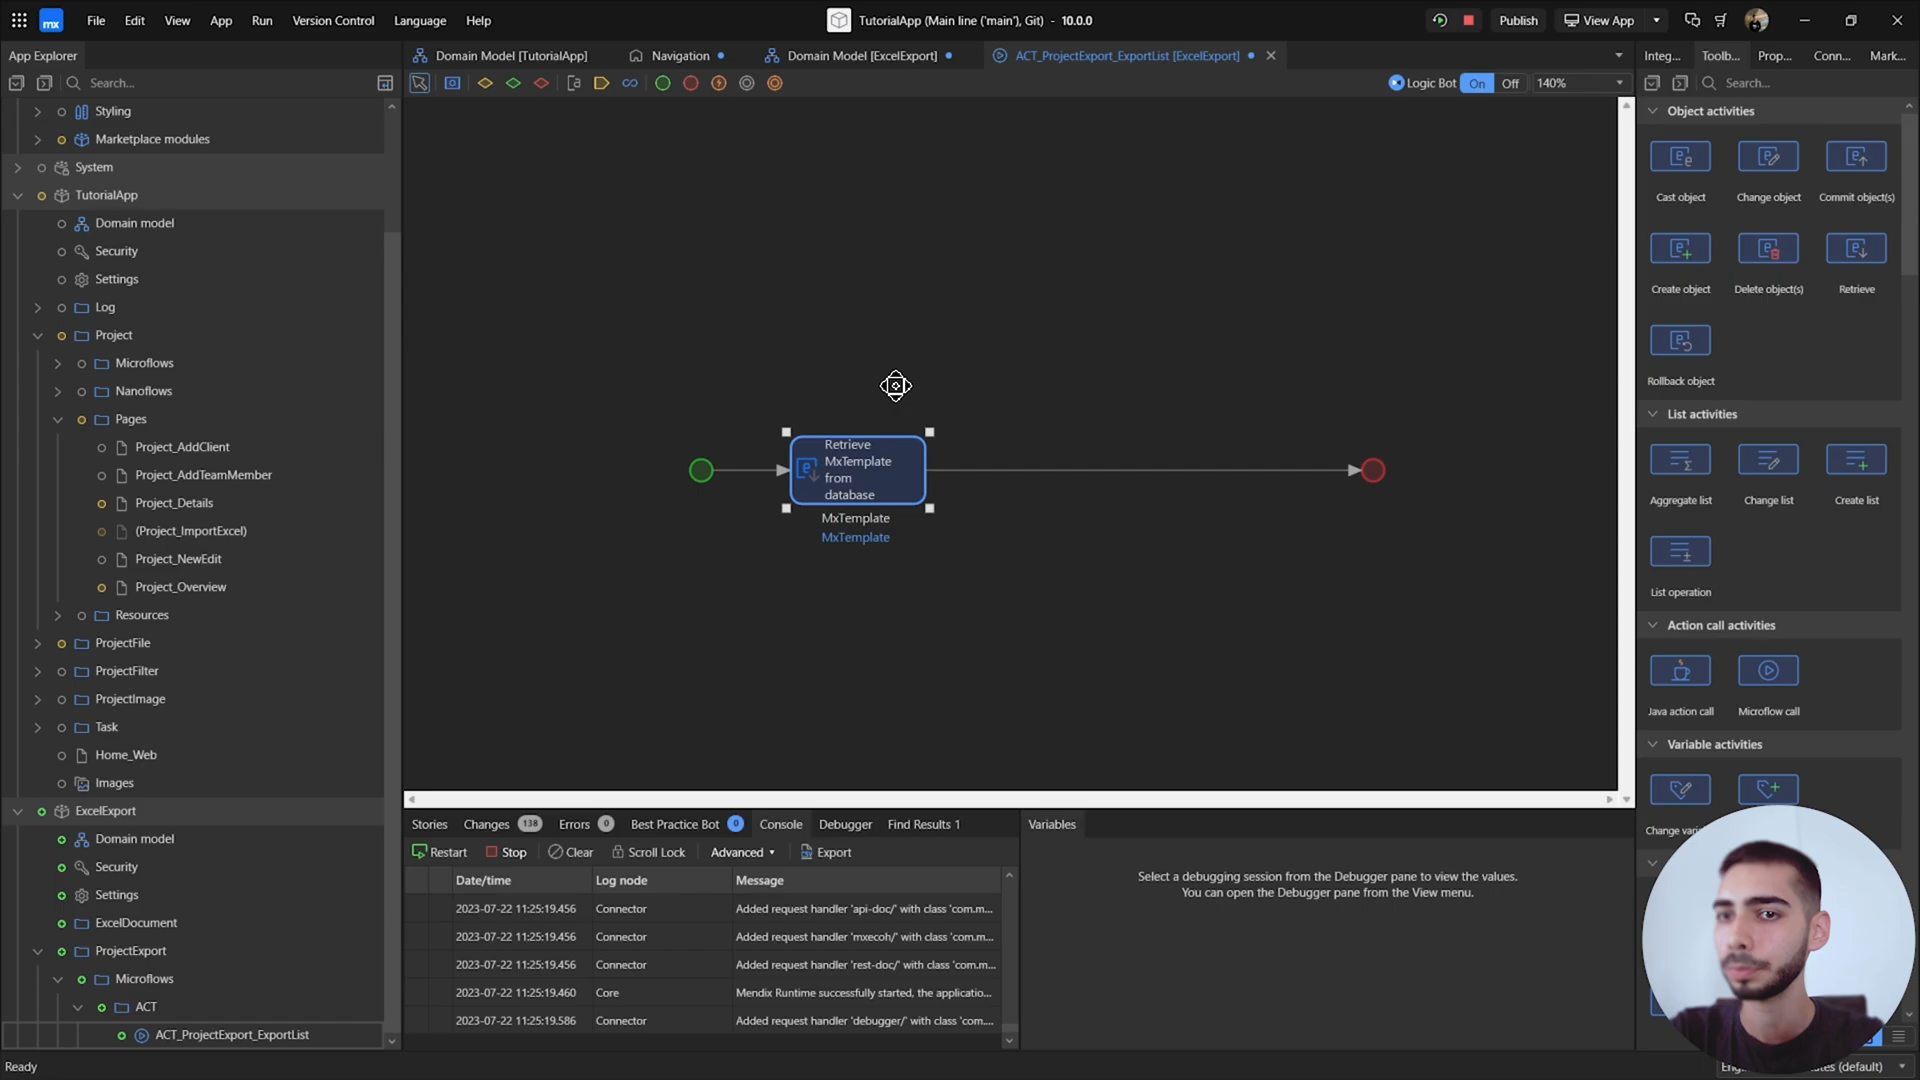 mx File Edit View App Run Version Control Language Help
TutorialApp (Main line ('main'), Git) - 10.0.0
Publish View App
App Explorer
Search...
Styling
Marketplace modules
System
TutorialApp
Domain model
Security
Settings
Log
Project
Microflows
Nanoflows
Pages
Project_AddClient
Project_AddTeamMember
Project_Details
(Project_ImportExcel)
Project_NewEdit
Project_Overview
Resources
ProjectFile
ProjectFilter
ProjectImage
Task
Home_Web
Images
ExcelExport
Domain model
Security
Settings
ExcelDocument
ProjectExport
Microflows
ACT
ACT_ProjectExport_ExportList
Domain Model [TutorialApp] Navigation Domain Model [ExcelExport] ACT_ProjectExport_ExportList [ExcelExport]
Logic Bot On Off 140%
Retrieve
MxTemplate
from
database
MxTemplate
MxTemplate
Stories Changes 138 Errors 0 Best Practice Bot 0 Console Debugger Find Results 1
Restart Stop Clear Scroll Lock Advanced Export
Date/time Log node Message
2023-07-22 11:25:19.456 Connector Added request handler 'api-doc/' with class 'com.m...
2023-07-22 11:25:19.456 Connector Added request handler 'mxecoh/' with class 'com.m...
2023-07-22 11:25:19.456 Connector Added request handler 'rest-doc/' with class 'com.m...
2023-07-22 11:25:19.460 Core Mendix Runtime successfully started, the applicatio...
2023-07-22 11:25:19.586 Connector Added request handler 'debugger/' with class 'com....
Variables
Select a debugging session from the Debugger pane to view the values.
You can open the Debugger pane from the View menu.
Integ... Toolb... Prop... Conn... Mark...
Search...
Object activities
Cast object Change object Commit object(s)
Create object Delete object(s) Retrieve
Rollback object
List activities
Aggregate list Change list Create list
List operation
Action call activities
Java action call Microflow call
Variable activities
Change vari
Ready
(default)